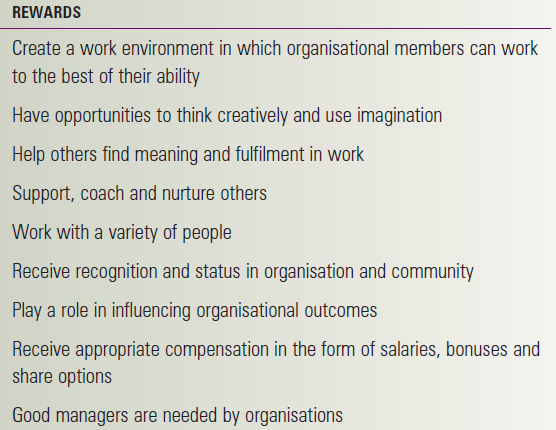 REWARDS
Create a work environment in which organisational members can work
to the best of their ability
Have opportunities to think creatively and use imagination
Help others find meaning and fulfilment in work
Support, coach and nurture others
Work with a variety of people
Receive recognition and status in organisation and community
Play a role in influencing organisational outcomes
Receive appropriate compensation in the form of salaries, bonuses and
share options
Good managers are needed by organisations